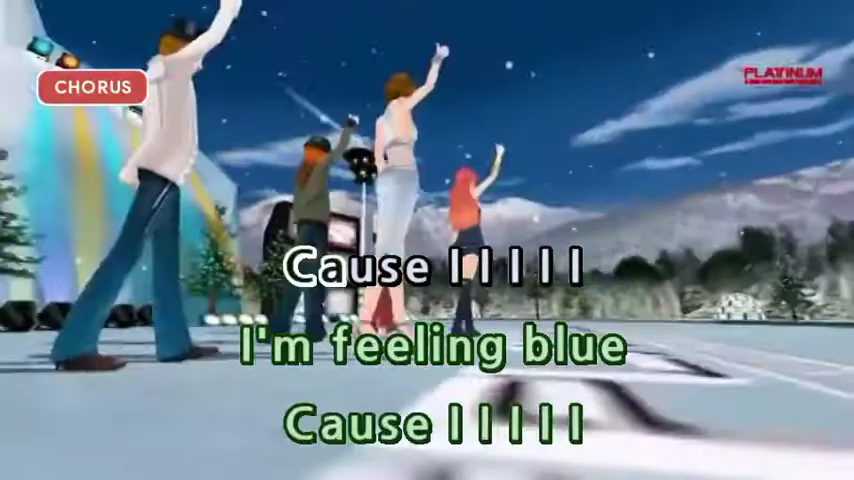 CHORUS
PLATINUM
Cause I I I I I
I'm feeling blue
Cause I I I I I